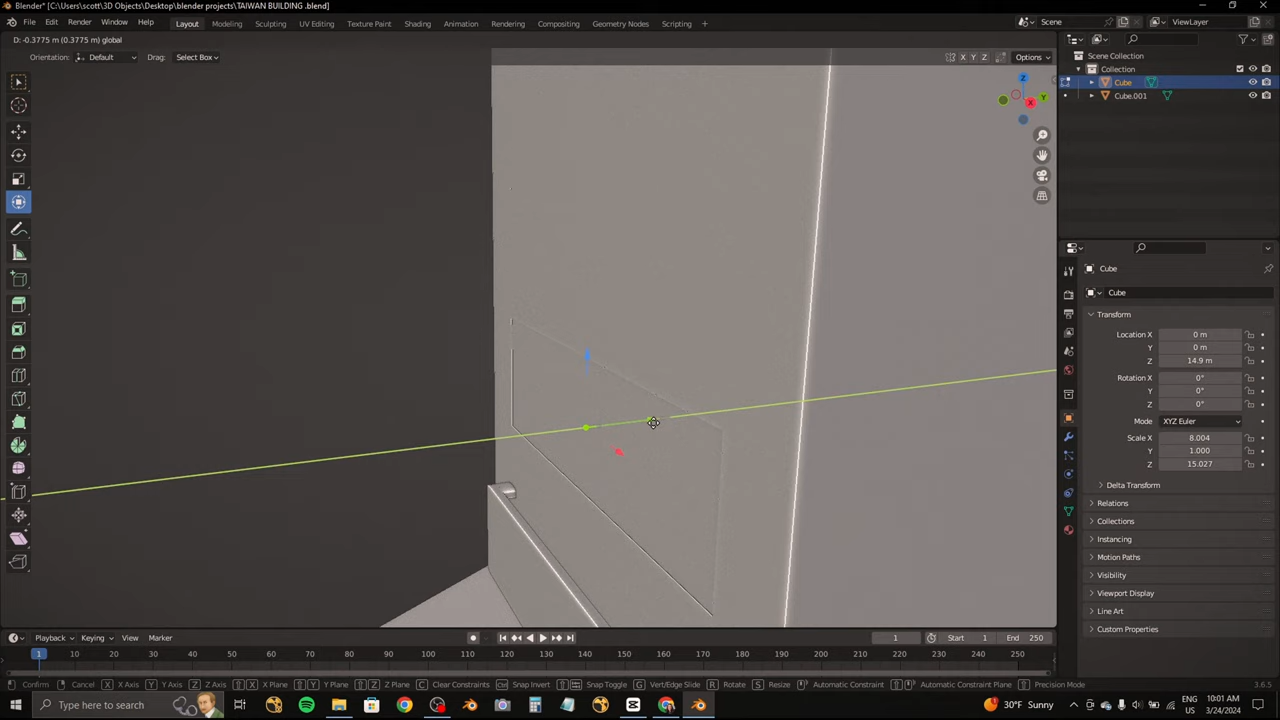 Blender* [C:\Users\scott\3D Objects\Desktop\blender projects\TAIWAN BUILDING .blend]
File Edit Render Window Help Layout Modeling Sculpting UV Editing Texture Paint Shading Animation Rendering Compositing Geometry Nodes Scripting Scene ViewLayer
D: -0.3775 m (0.3775 m) global
Orientation: Default Drag: Select Box X Y Z Options
Scene Collection
Collection
Cube
Cube.001
Z
Y
X
Cube
Cube
Transform
Location X 0 m
Y 0 m
Z 14.9 m
Rotation X 0°
Y 0°
Z 0°
Mode XYZ Euler
Scale X 8.004
Y 1.000
Z 15.027
Delta Transform
Relations
Collections
Instancing
Motion Paths
Visibility
Viewport Display
Line Art
Custom Properties
Playback Keying View Marker 1 Start 1 End 250
1 10 20 30 40 50 60 70 80 90 100 110 120 130 140 150 160 170 180 190 200 210 220 230 240 250
Confirm Cancel X X Axis Y Y Axis Z Z Axis X X Plane Y Y Plane Z Z Plane C Clear Constraints Snap Invert Snap Toggle G Vert/Edge Slide R Rotate S Resize Automatic Constraint Automatic Constraint Plane Precision Mode 3.6.5
Type here to search 30°F Sunny ENG US 10:01 AM 3/24/2024